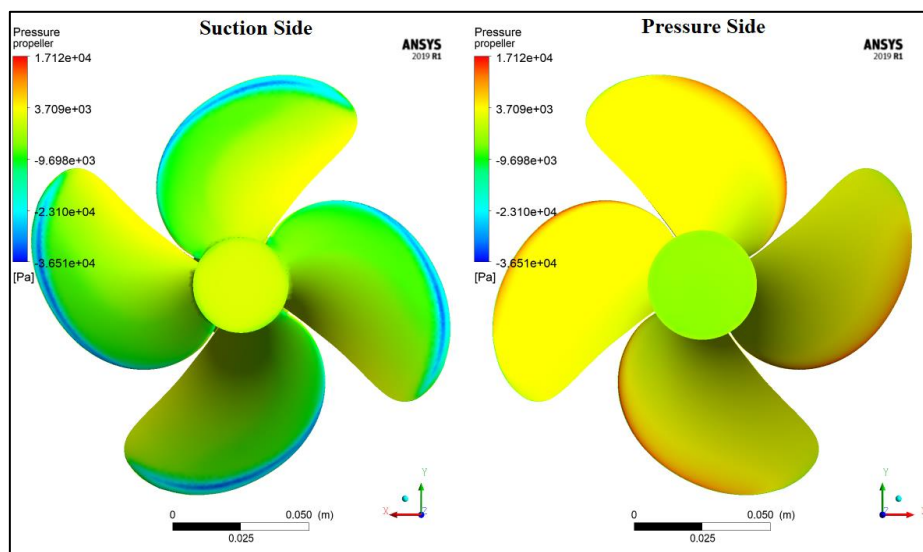 Suction Side
Pressure
propeller
1.712e+04
3.709e+03
-9.698e+03
-2.310e+04
-3.651e+04
[Pa]
ANSYS
2019 R1
0 0.050 (m)
0.025
Y
X
Z
Pressure Side
Pressure
propeller
1.712e+04
3.709e+03
-9.698e+03
-2.310e+04
-3.651e+04
[Pa]
ANSYS
2019 R1
0 0.050 (m)
0.025
Y
Z
X